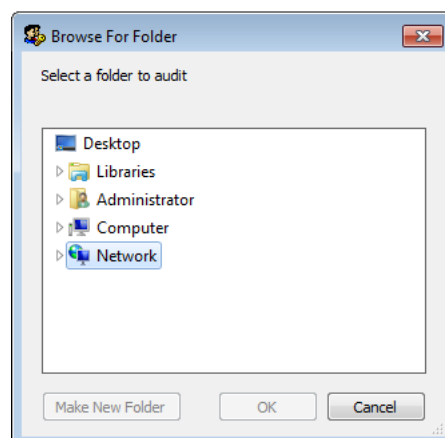 Browse For Folder
Select a folder to audit
Desktop
Libraries
Administrator
Computer
Network
Make New Folder OK Cancel